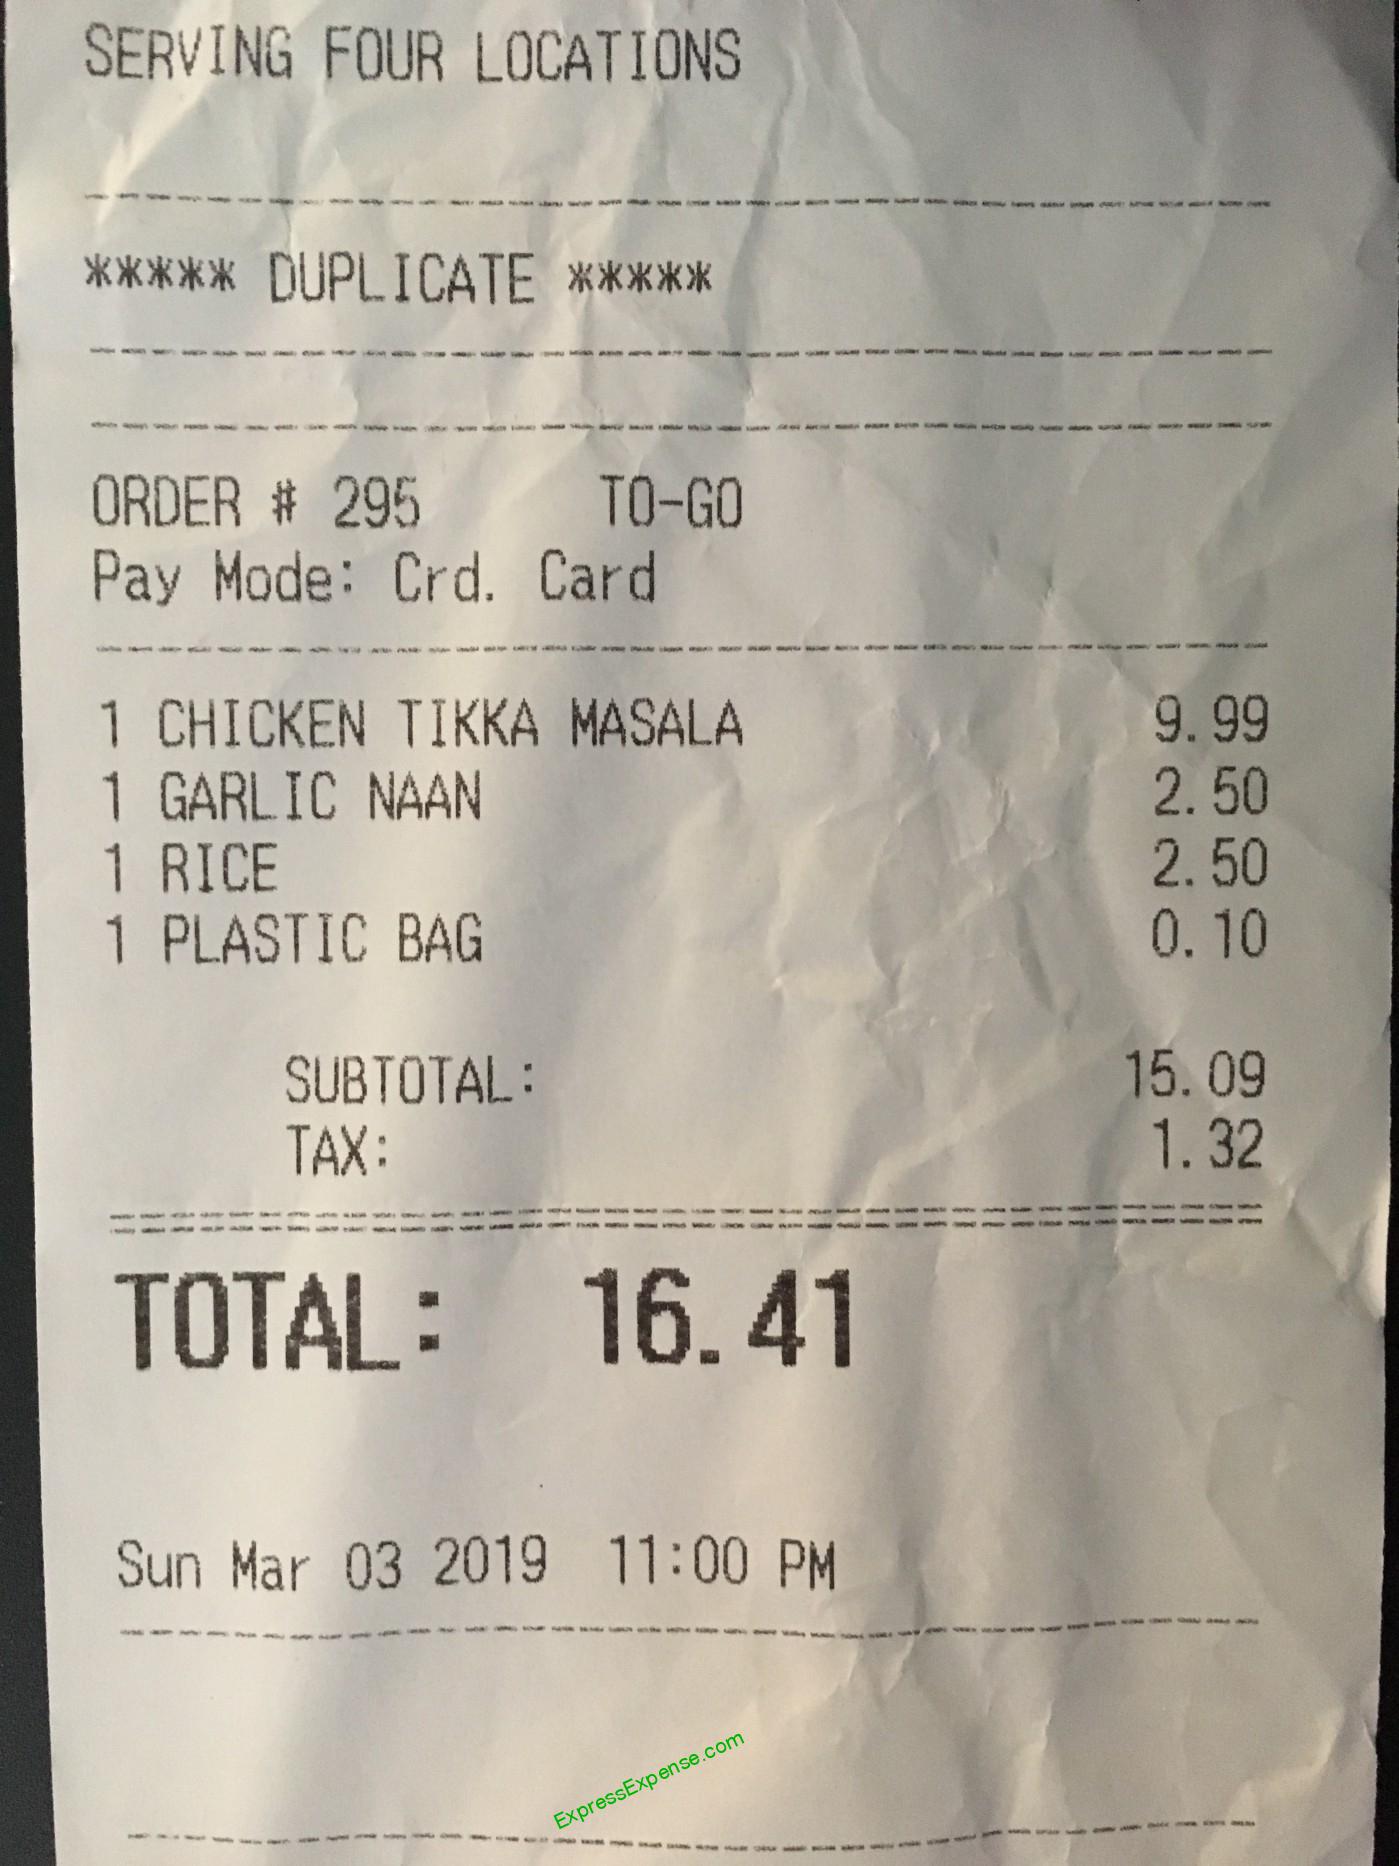 SERVING FOUR LOCATIONS
***** DUPLICATE *****
ORDER # 295 TO-GO
Pay Mode: Crd. Card
1 CHICKEN TIKKA MASALA 9.99
1 GARLIC NAAN 2.50
1 RICE 2.50
1 PLASTIC BAG 0.10
SUBTOTAL: 15.09
TAX: 1.32
TOTAL: 16.41
Sun Mar 03 2019 11:00 PM
ExpressExpense.com